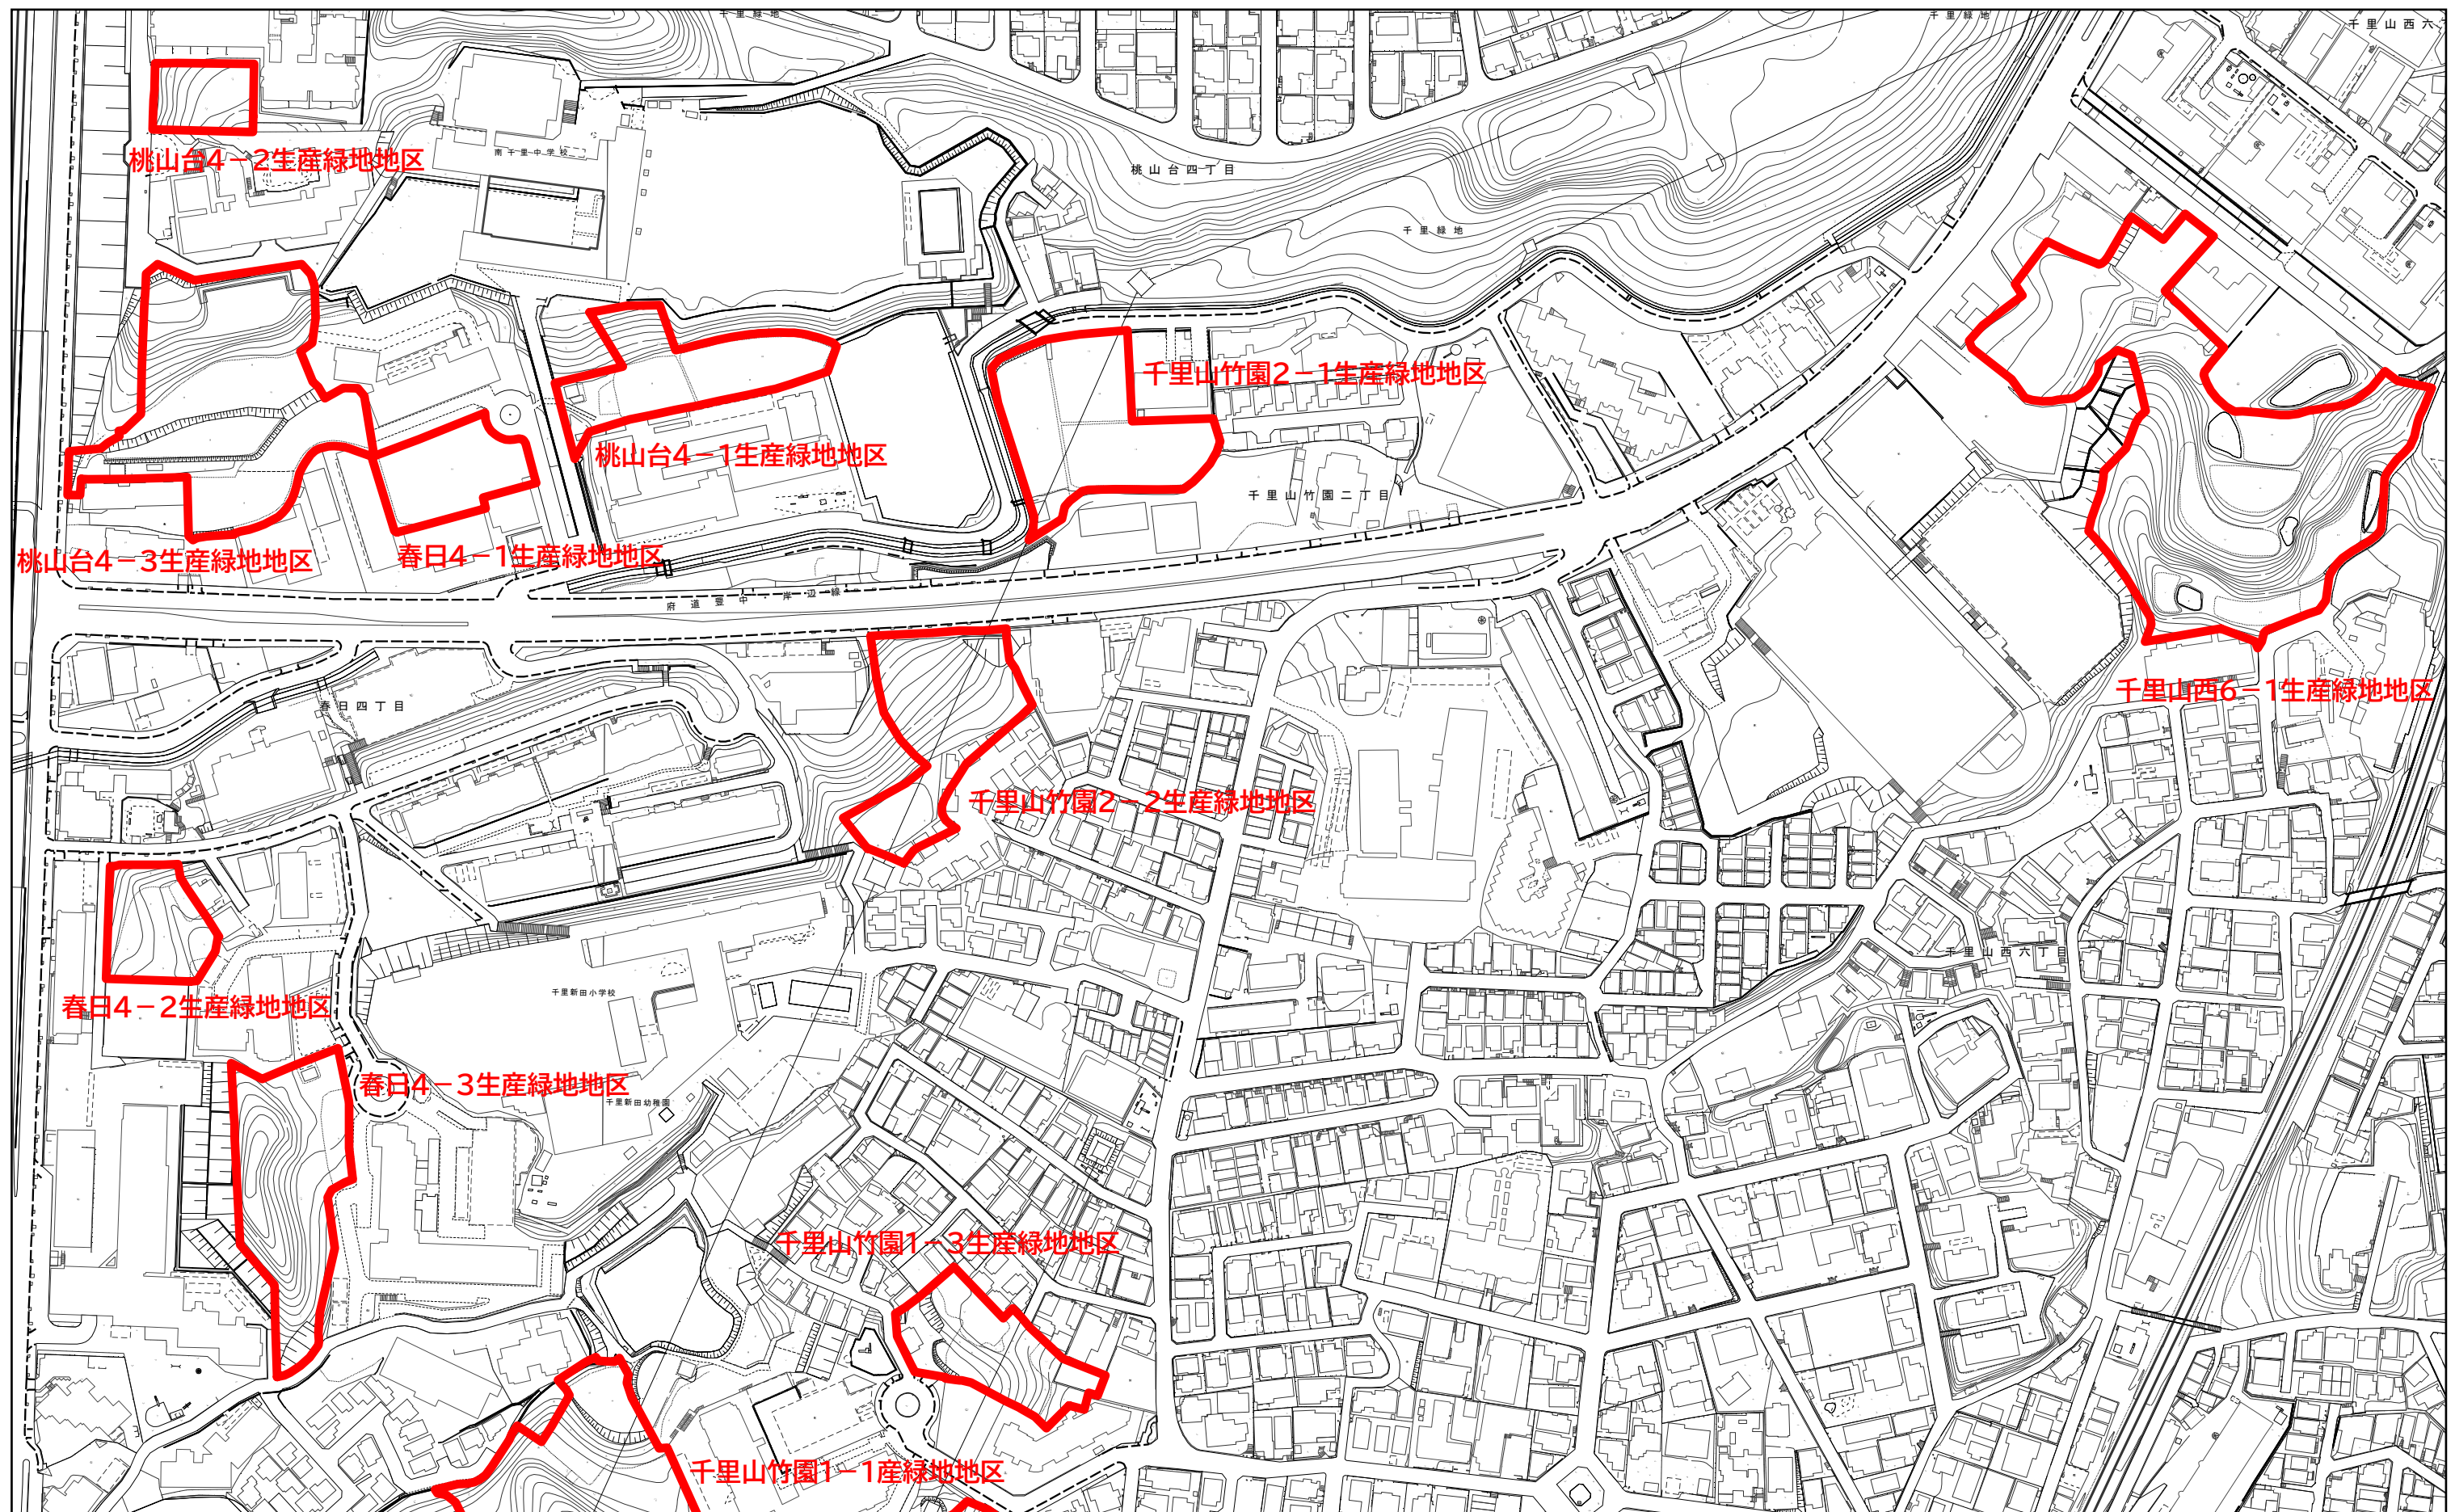 千里緑地
千里緑地
千里山西六
桃山台4－2生産緑地地区
南千里中学校
桃山台四丁目
千里緑地
千里山竹園2－1生産緑地地区
桃山台4－1生産緑地地区
千里山竹園二丁目
桃山台4－3生産緑地地区
春日4－1生産緑地地区
府道豊中・岸辺線
千里山西6－1生産緑地地区
春日四丁目
千里山竹園2－2生産緑地地区
千里山西六丁目
千里新田小学校
春日4－2生産緑地地区
春日4－3生産緑地地区
千里新田幼稚園
千里山竹園1－3生産緑地地区
千里山竹園1－1産緑地地区